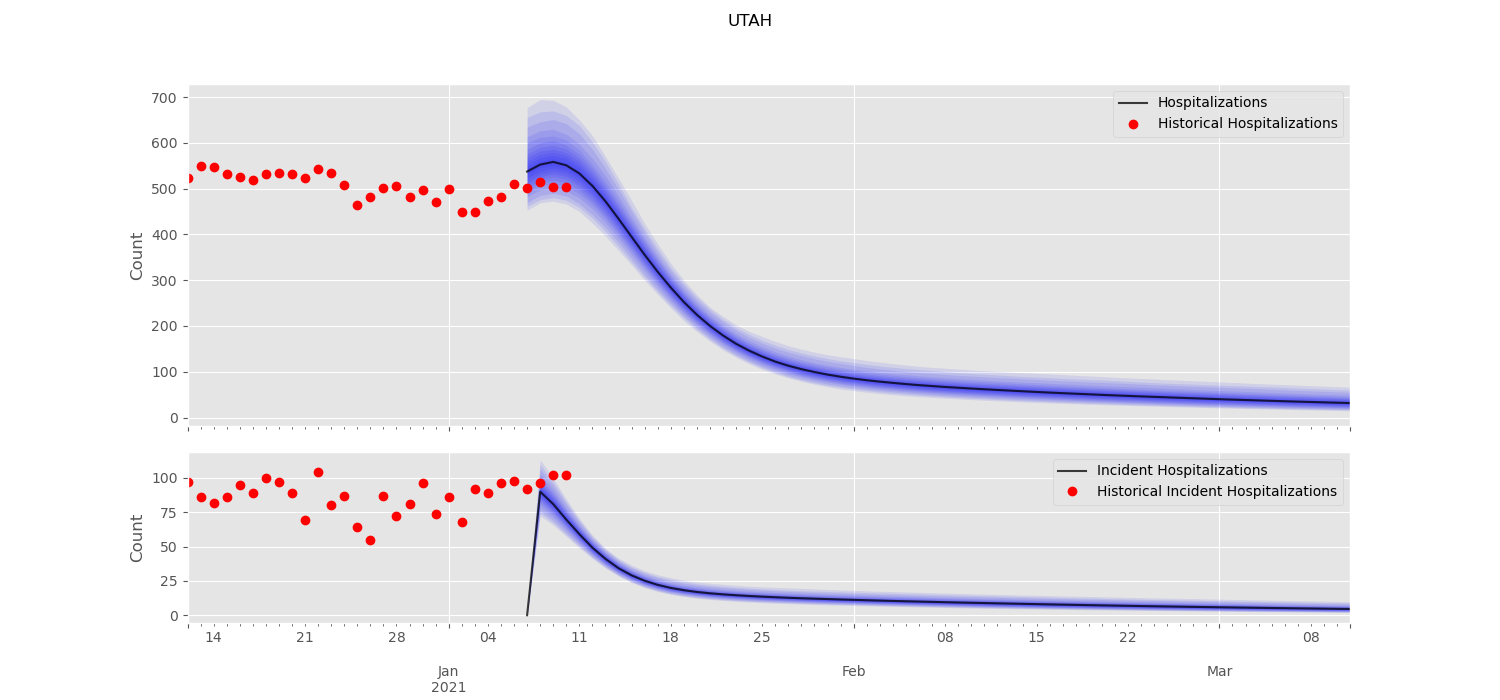 UTAH
700
600
500
400
300
200
100
0
Count
Hospitalizations
Historical Hospitalizations
100
75
50
25
0
Count
Incident Hospitalizations
Historical Incident Hospitalizations
14 21 28 04 11 18 25 08 15 22 08
Jan Feb Mar
2021